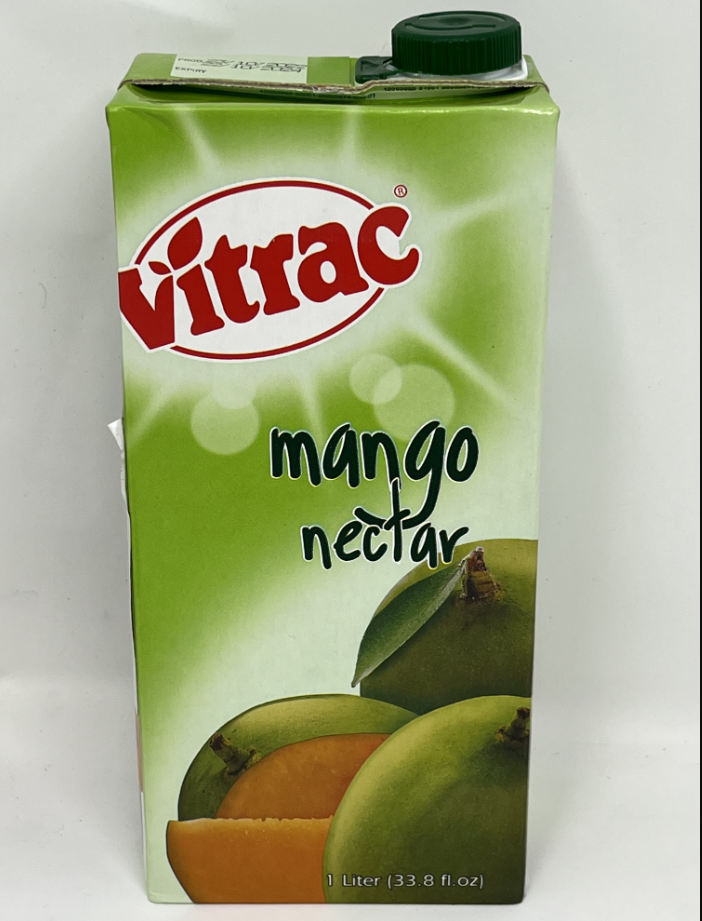 Vitrac®
mango
nectar
1 Liter (33.8 fl.oz)